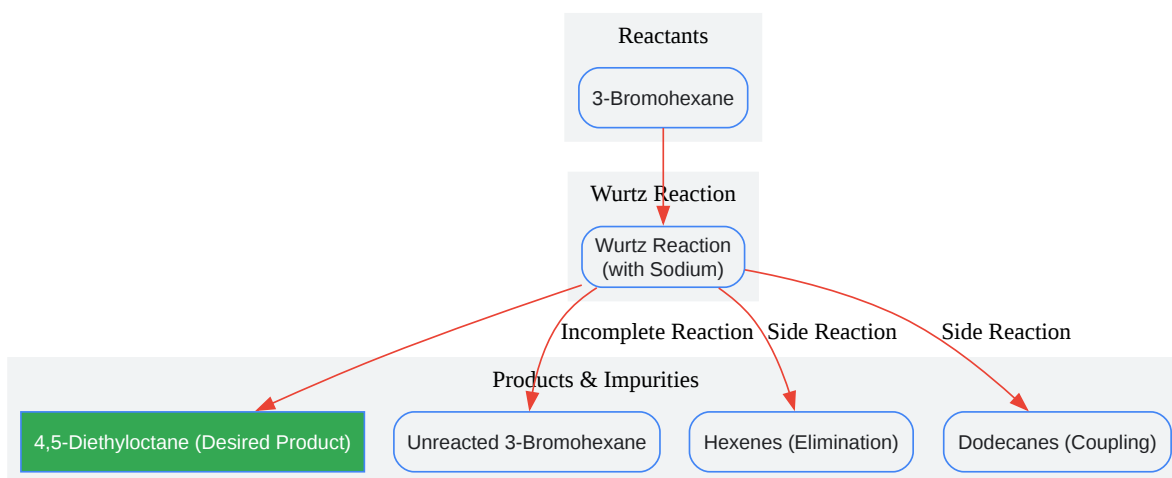 Reactants
3-Bromohexane
Wurtz Reaction
Wurtz Reaction
(with Sodium)
Incomplete Reaction
Side Reaction
Side Reaction
Products & Impurities
4,5-Diethyloctane (Desired Product)
Unreacted 3-Bromohexane
Hexenes (Elimination)
Dodecanes (Coupling)